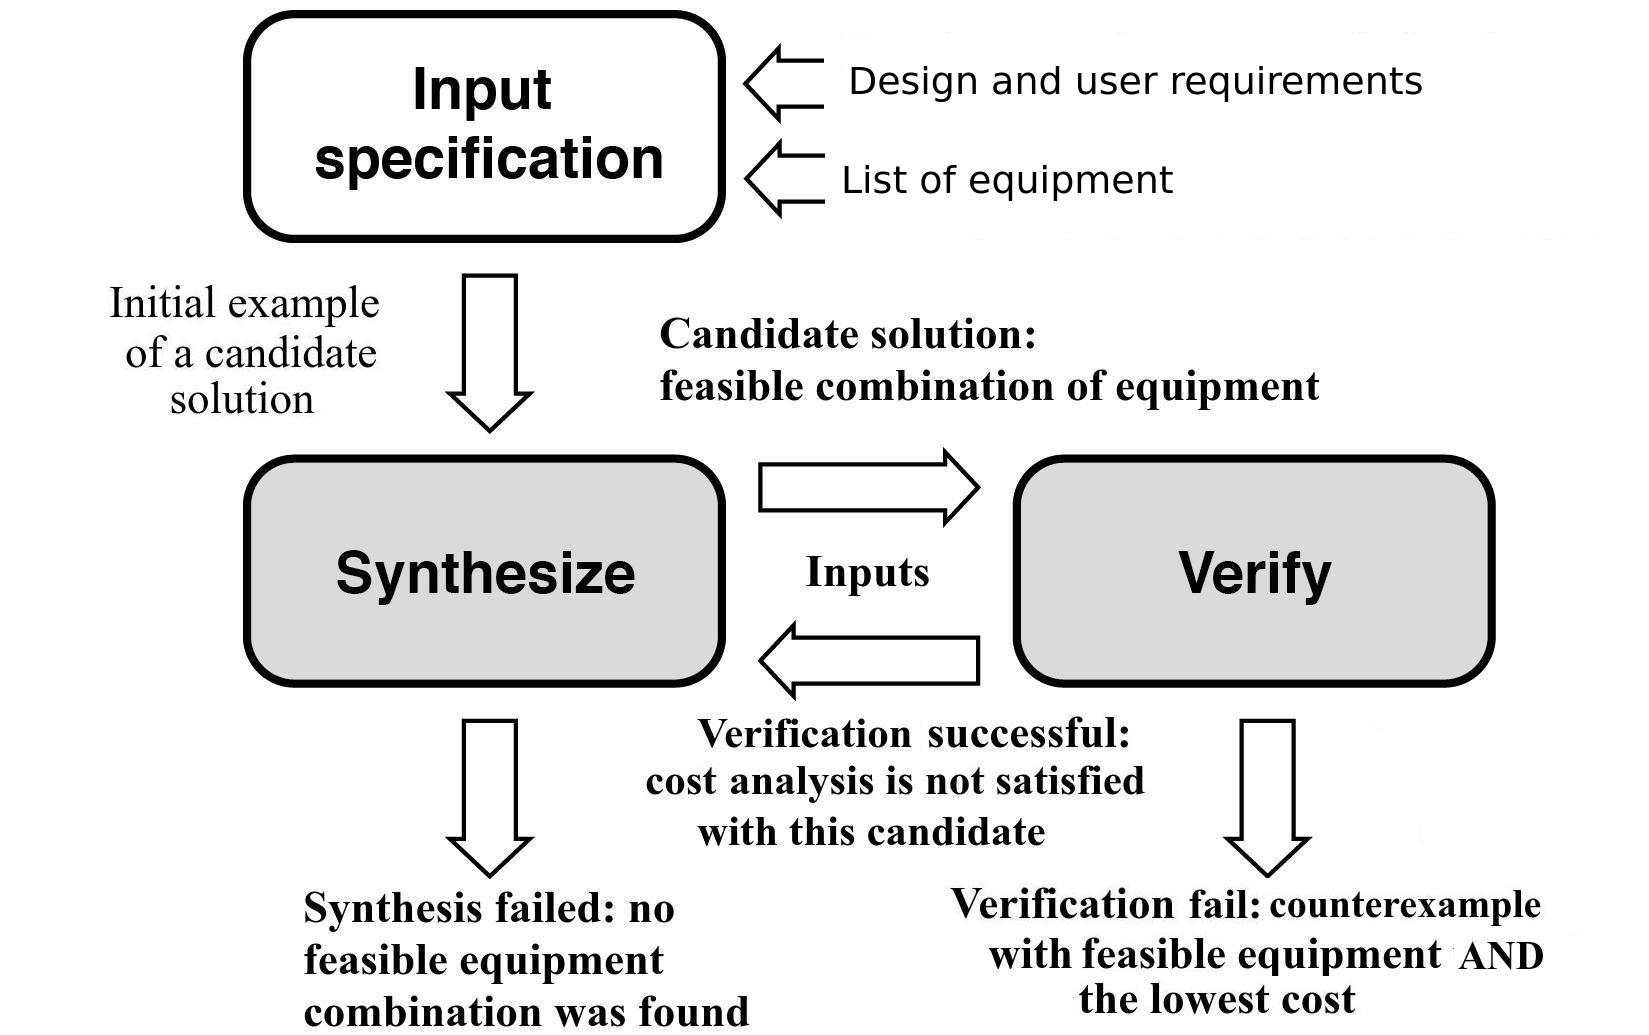 Input
specification
Design and user requirements
List of equipment
Initial example
of a candidate
solution
Candidate solution:
feasible combination of equipment
Synthesize
Inputs
Verify
Verification successful:
cost analysis is not satisfied
with this candidate
Synthesis failed: no
feasible equipment
combination was found
Verification fail: counterexample
with feasible equipment AND
the lowest cost